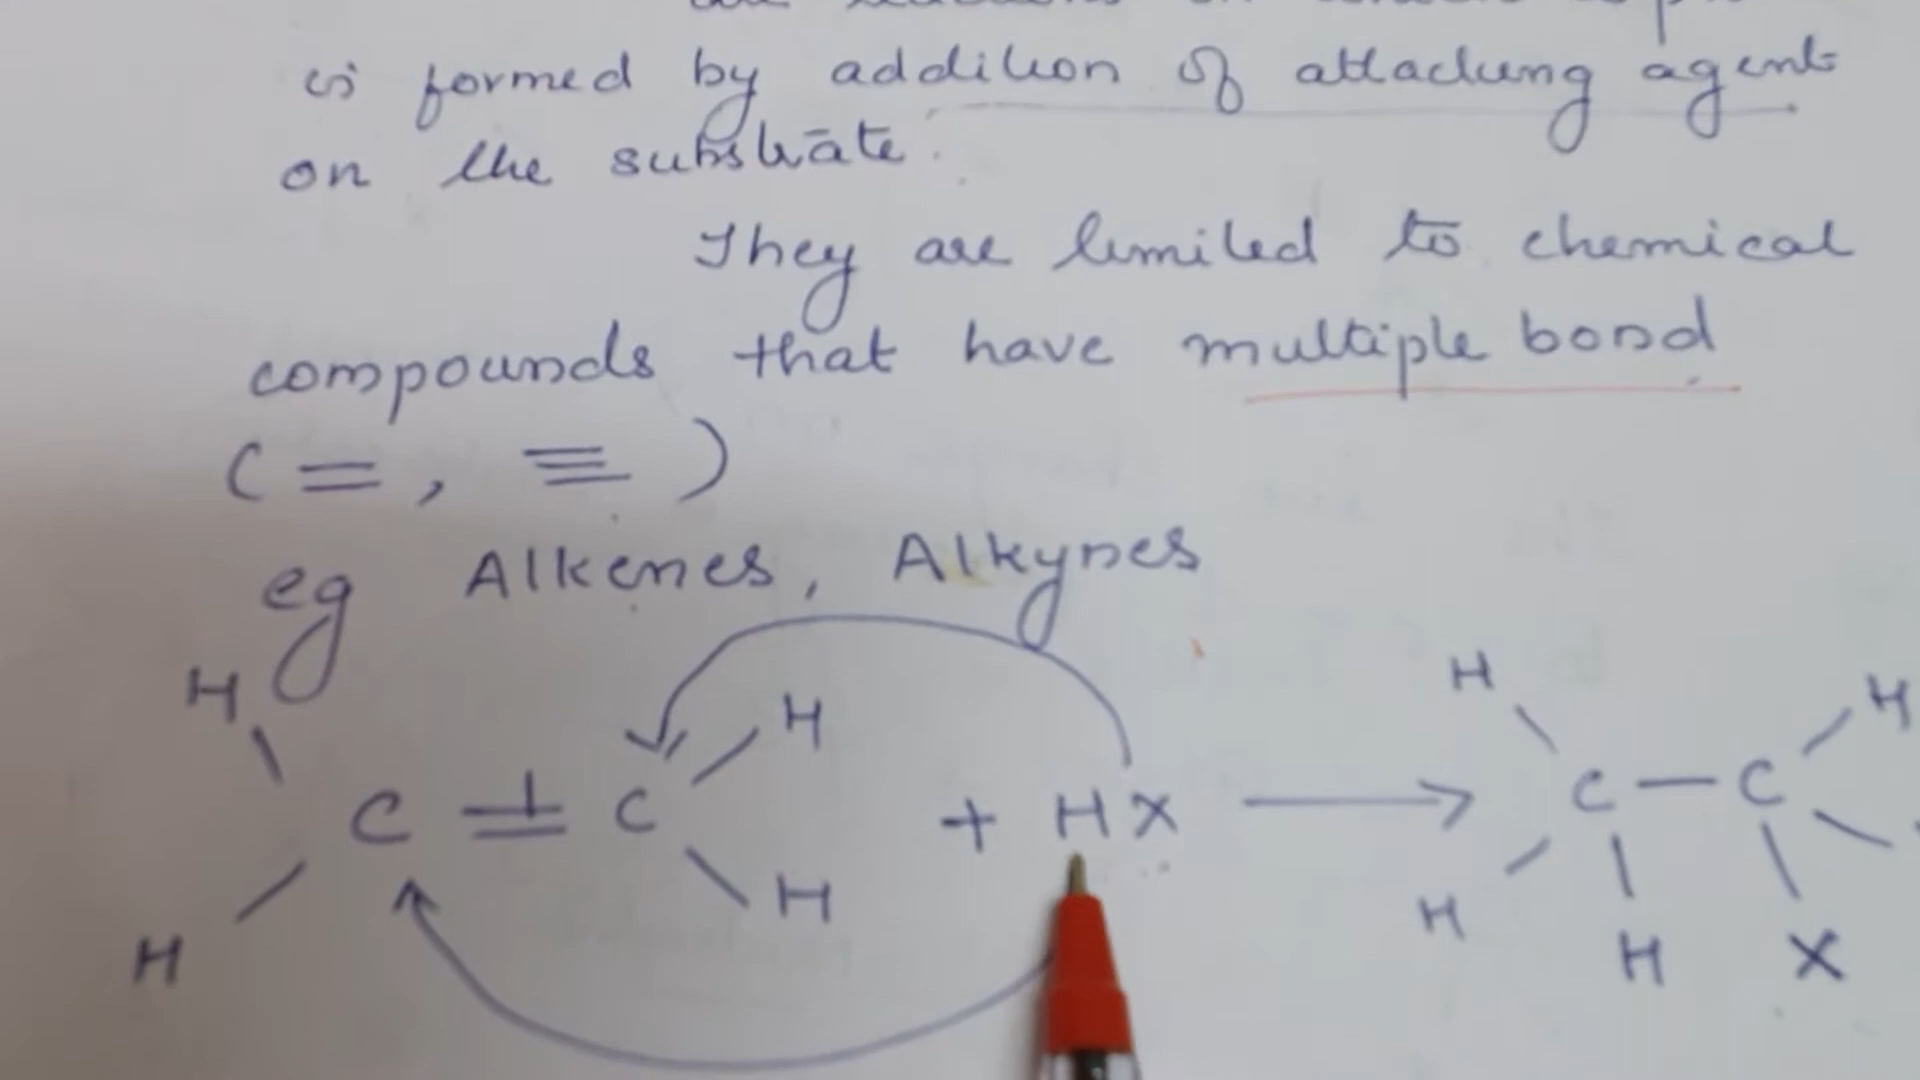 is formed by addition of attacking agents
on the substrate.
They are limited to chemical
compounds that have multiple bond
( =, ≡ )
eg Alkenes, Alkynes
H H H H
C = C + HX → C — C
H H H H X